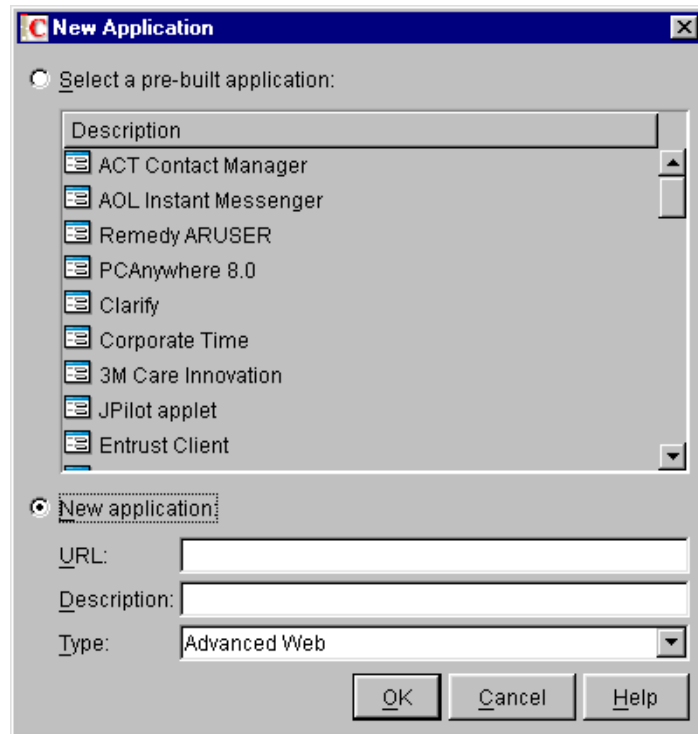 C New Application
Select a pre-built application:
Description
ACT Contact Manager
AOL Instant Messenger
Remedy ARUSER
PCAnywhere 8.0
Clarify
Corporate Time
3M Care Innovation
JPilot applet
Entrust Client
New application:
URL:
Description:
Type: Advanced Web
OK Cancel Help